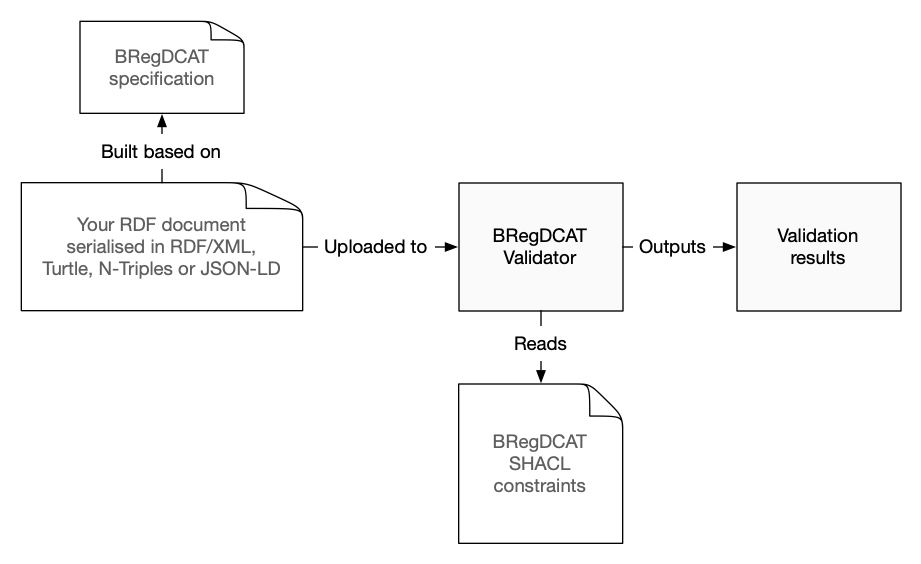 BRegDCAT
specification
Built based on
Your RDF document
serialised in RDF/XML,
Turtle, N-Triples or JSON-LD
Uploaded to
BRegDCAT
Validator
Outputs
Validation
results
Reads
BRegDCAT
SHACL
constraints